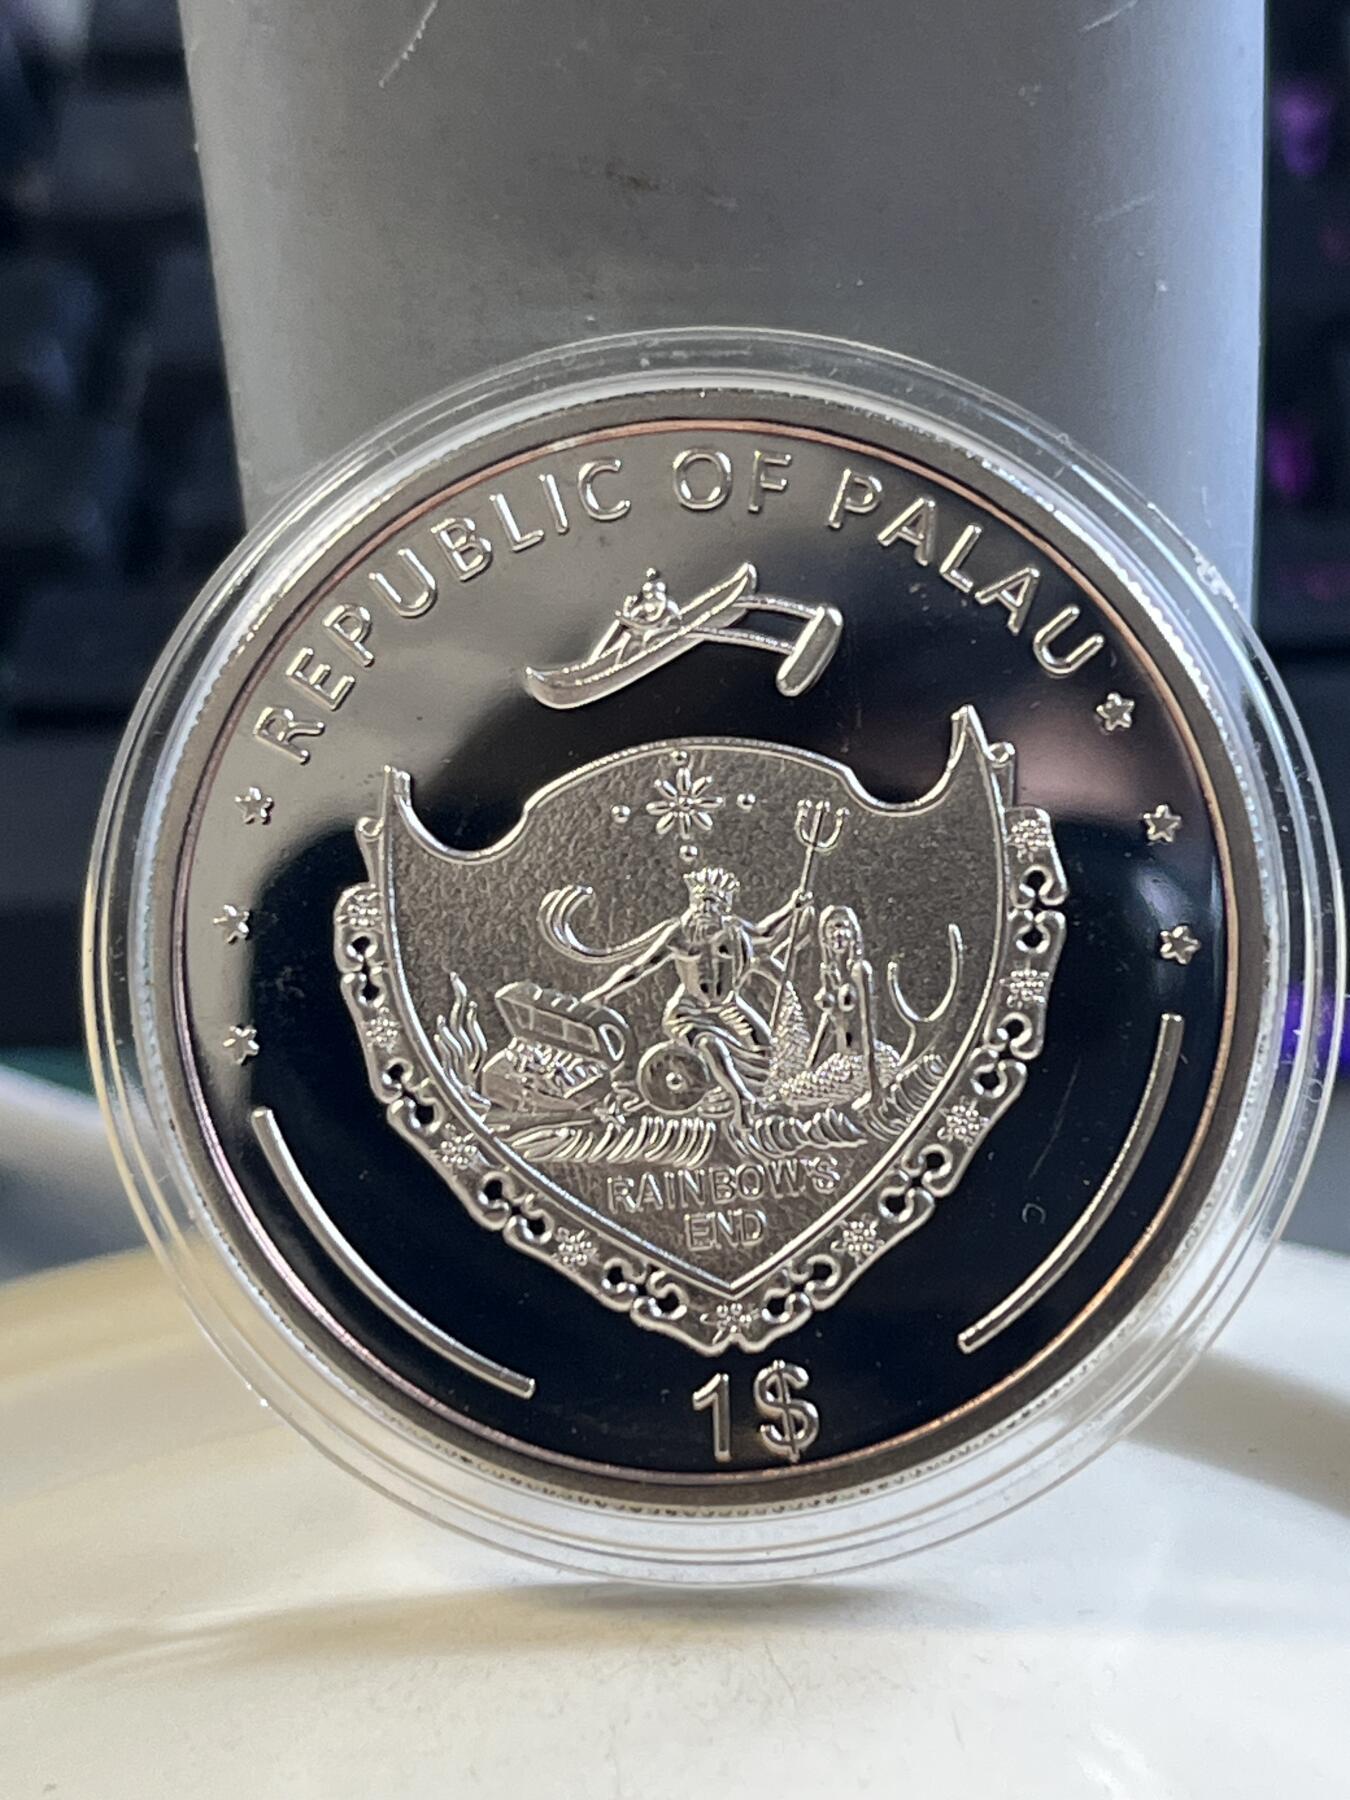 REPUBLIC OF PALAU
RAINBOW'S
END
1$